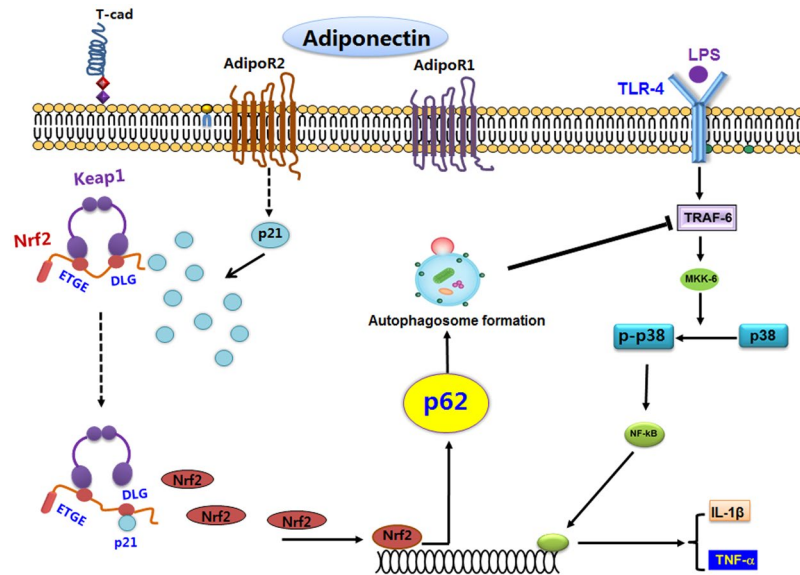 T-cad
Adiponectin
AdipoR2
AdipoR1
LPS
TLR-4
Keap1
Nrf2
ETGE
DLG
p21
TRAF-6
MKK-6
Autophagosome formation
p-p38
p38
p62
NF-kB
DLG
ETGE
p21
Nrf2
Nrf2
Nrf2
Nrf2
IL-1β
TNF-α